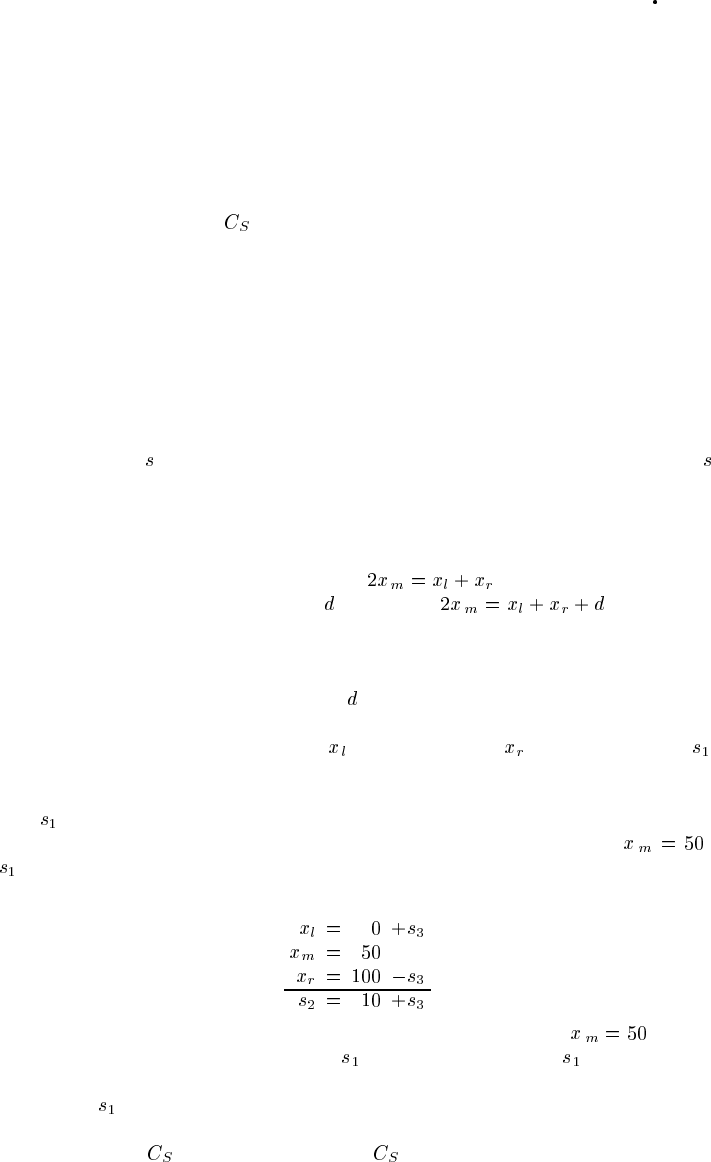 .
C_S
s s
2x_m = x_l + x_r
d 2x_m = x_l + x_r + d
d
x_l x_r s_1
s_1
x_m = 50
s_1
x_l = 0 +s_3
x_m = 50
x_r = 100 −s_3
s_2 = 10 +s_3
x_m = 50
s_1 s_1
s_1
C_S C_S